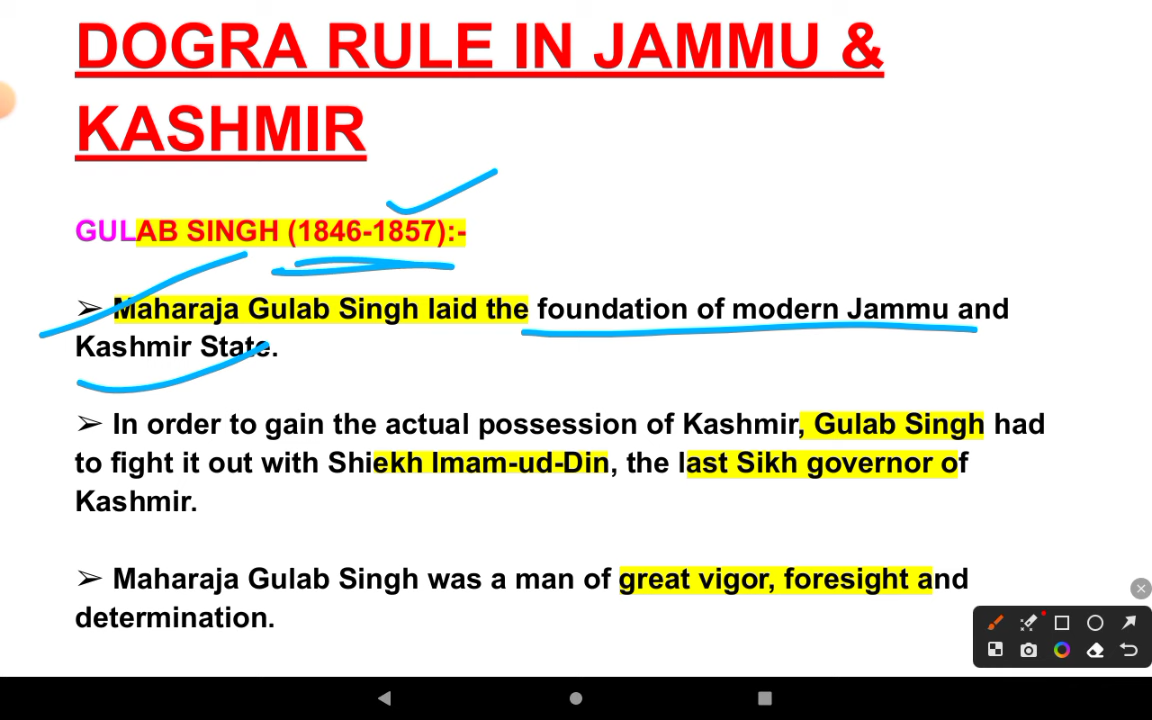 DOGRA RULE IN JAMMU &
KASHMIR
GULAB SINGH (1846-1857):-
➢ Maharaja Gulab Singh laid the foundation of modern Jammu and
Kashmir State.
➢ In order to gain the actual possession of Kashmir, Gulab Singh had
to fight it out with Shiekh Imam-ud-Din, the last Sikh governor of
Kashmir.
➢ Maharaja Gulab Singh was a man of great vigor, foresight and
determination.